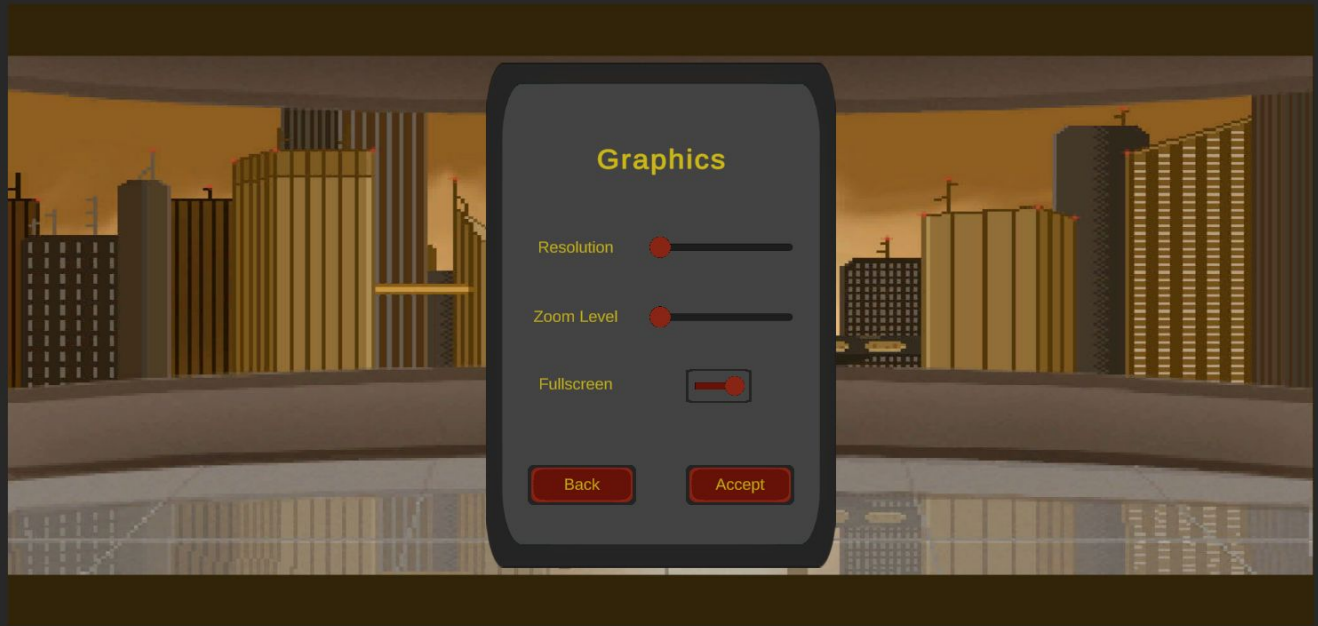 Graphics
Resolution
Zoom Level
Fullscreen
Back
Accept